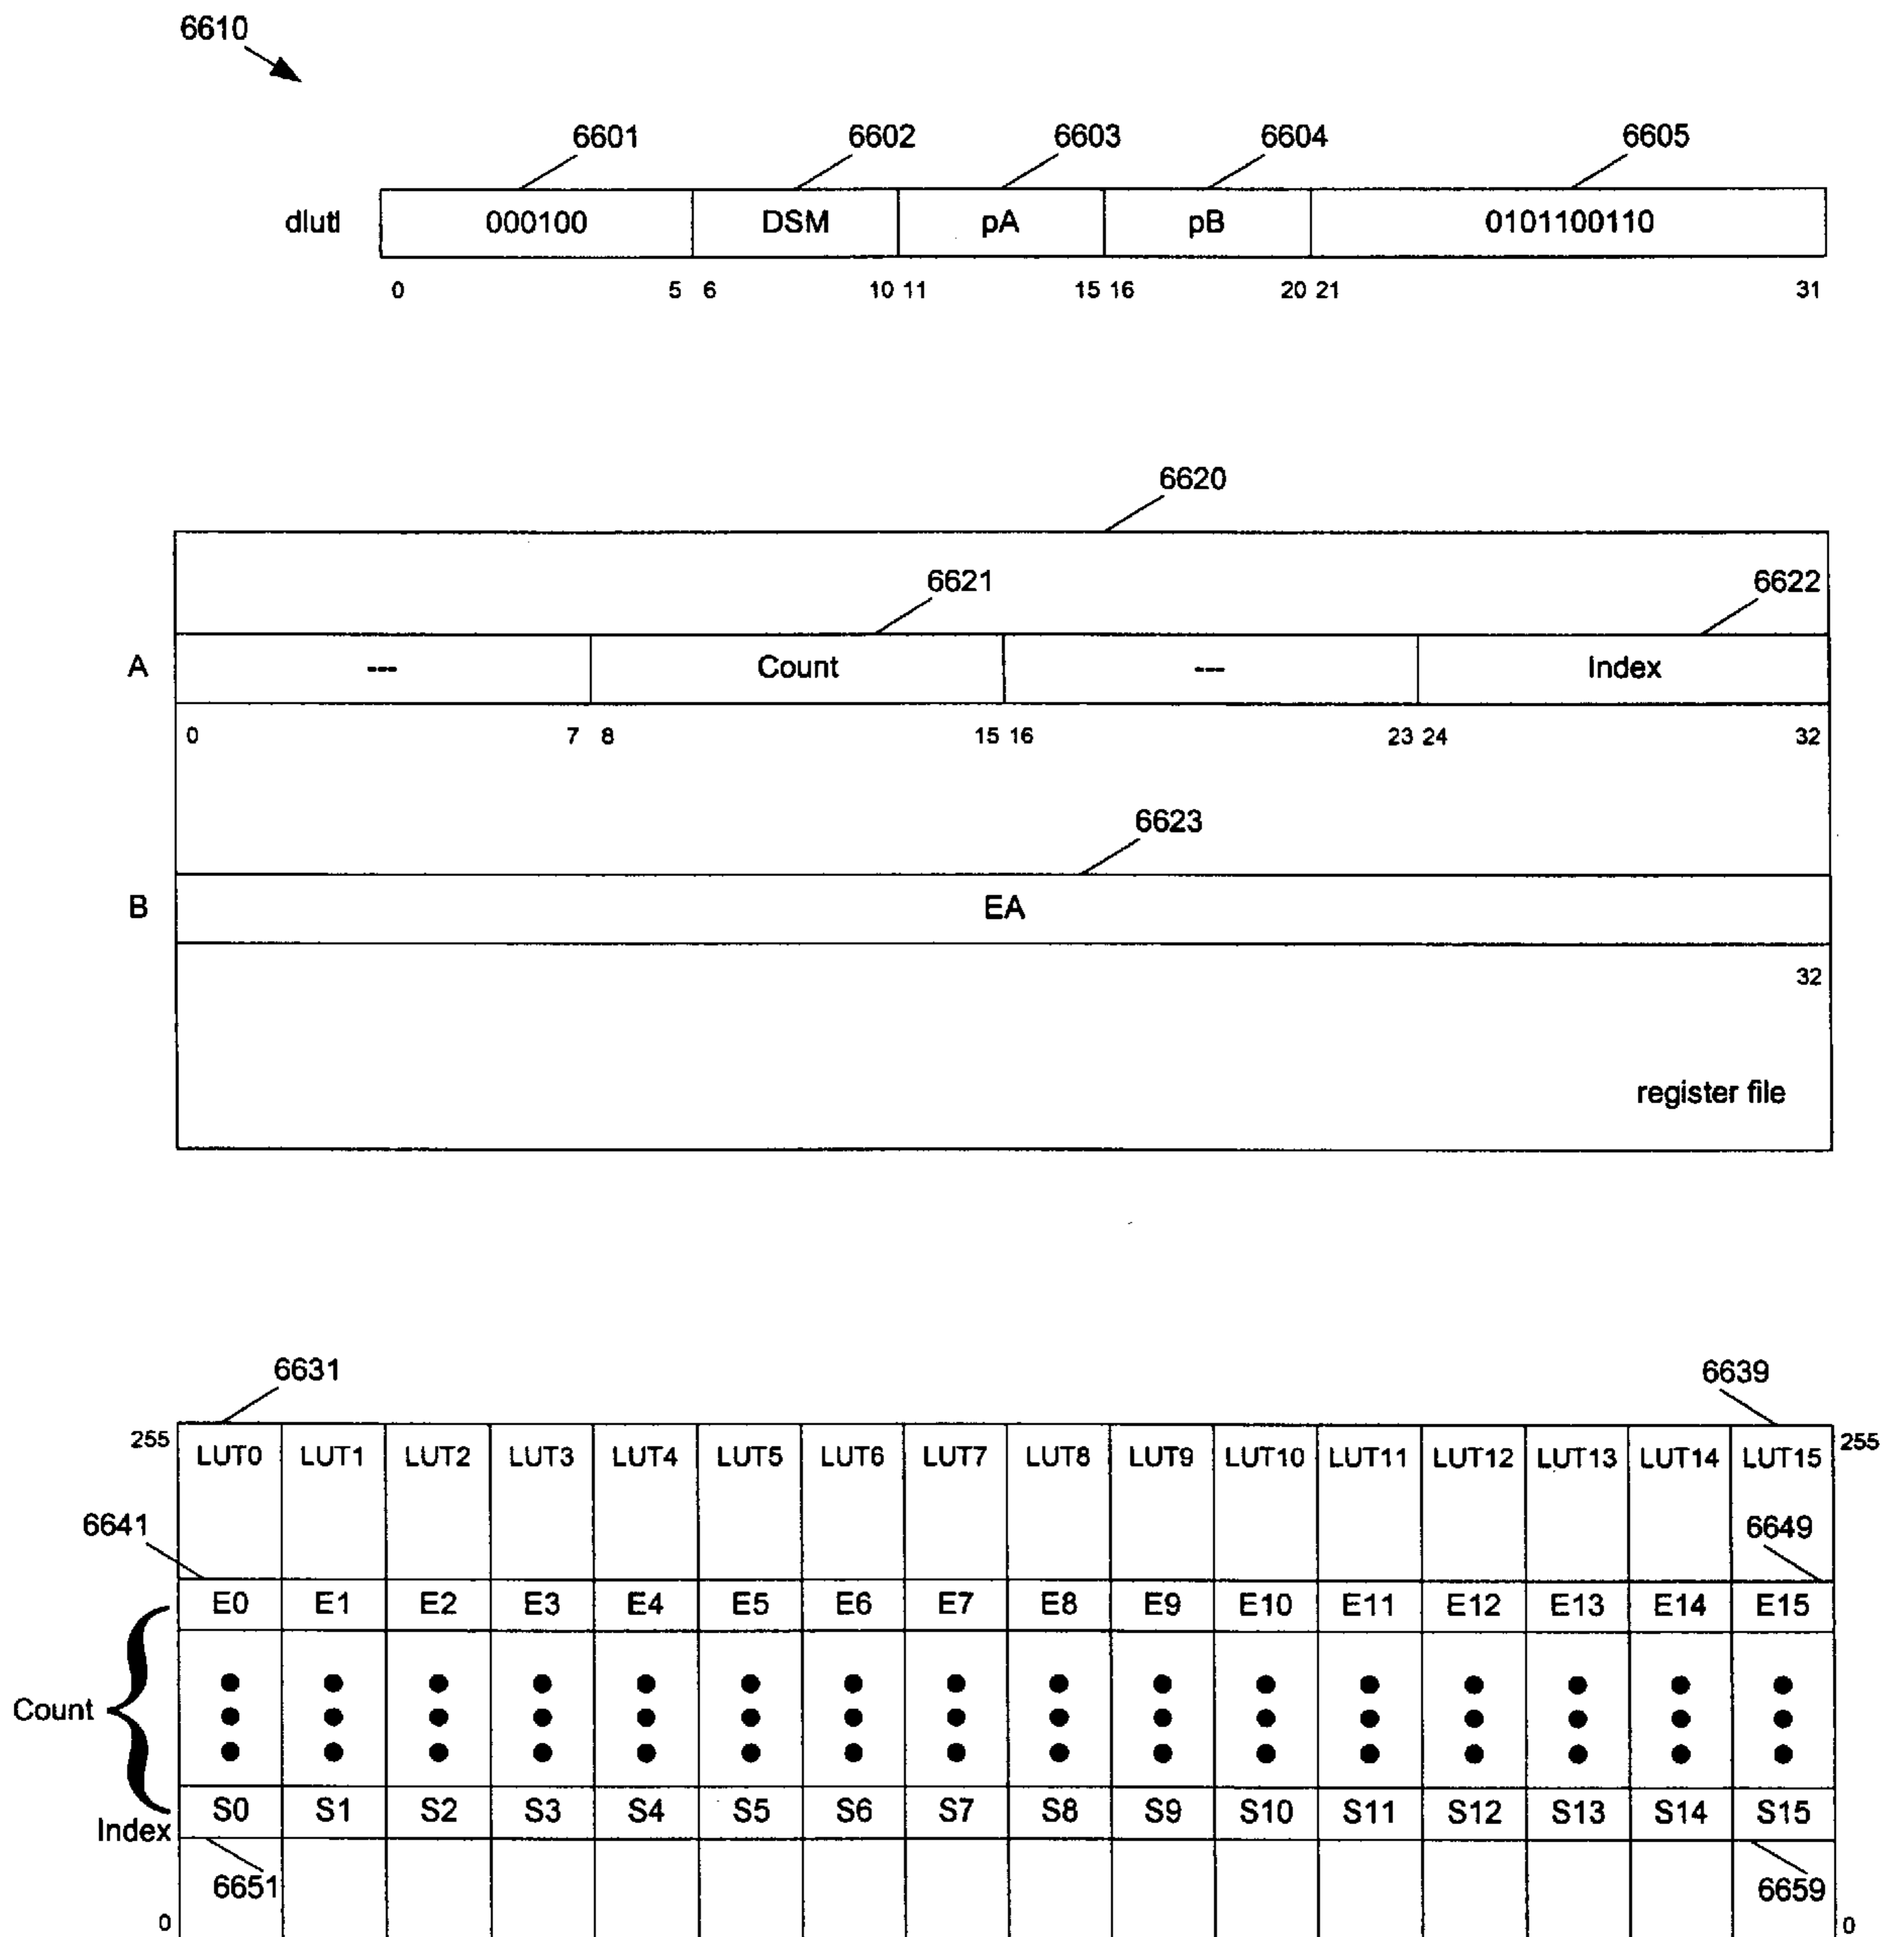 6610
6601 6602 6603 6604 6605
dlutl 000100 DSM pA pB 0101100110
0 5 6 10 11 15 16 20 21 31
6620
6621 6622
A --- Count --- Index
0 7 8 15 16 23 24 32
6623
B EA
32
register file
6631 6639
255 LUT0 LUT1 LUT2 LUT3 LUT4 LUT5 LUT6 LUT7 LUT8 LUT9 LUT10 LUT11 LUT12 LUT13 LUT14 LUT15 255
6641 6649
E0 E1 E2 E3 E4 E5 E6 E7 E8 E9 E10 E11 E12 E13 E14 E15
Count
S0 S1 S2 S3 S4 S5 S6 S7 S8 S9 S10 S11 S12 S13 S14 S15
Index
6651 6659
0 0